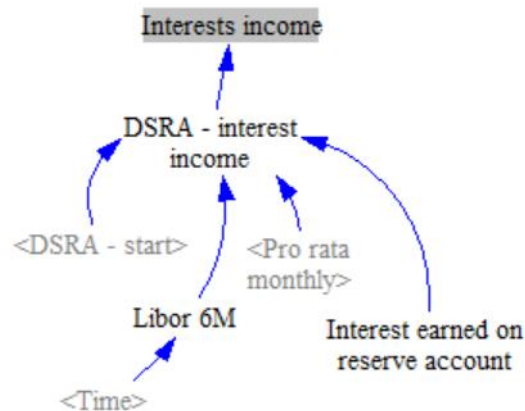 Interests income
DSRA - interest
income
<DSRA - start>
<Pro rata
monthly>
Libor 6M
Interest earned on
reserve account
<Time>